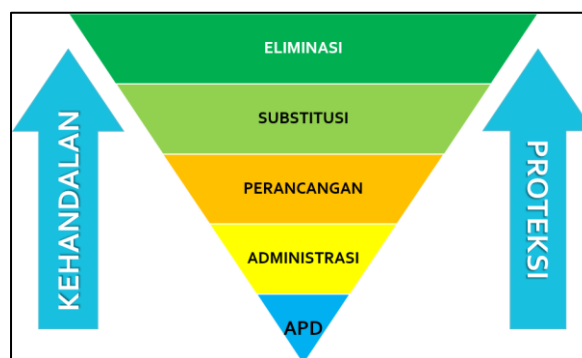 ELIMINASI
SUBSTITUSI
PERANCANGAN
ADMINISTRASI
APD
KEHANDALAN
PROTEKSI